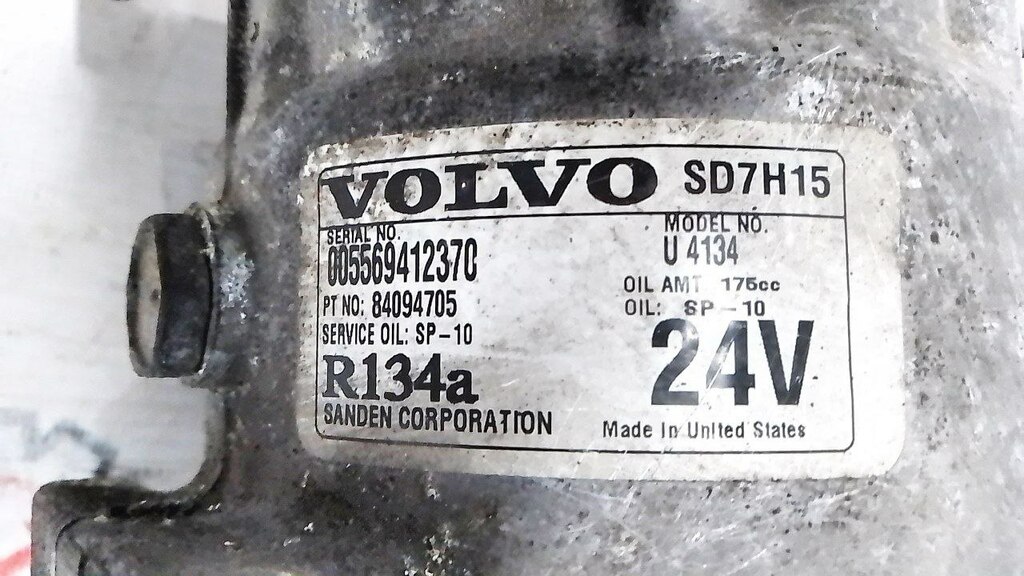 VOLVO SD7H15
SERIAL NO. MODEL NO.
005569412370 U 4134
PT NO: 84094705 OIL AMT 175cc
SERVICE OIL: SP-10 OIL: SP-10
R134a 24V
SANDEN CORPORATION Made In United States